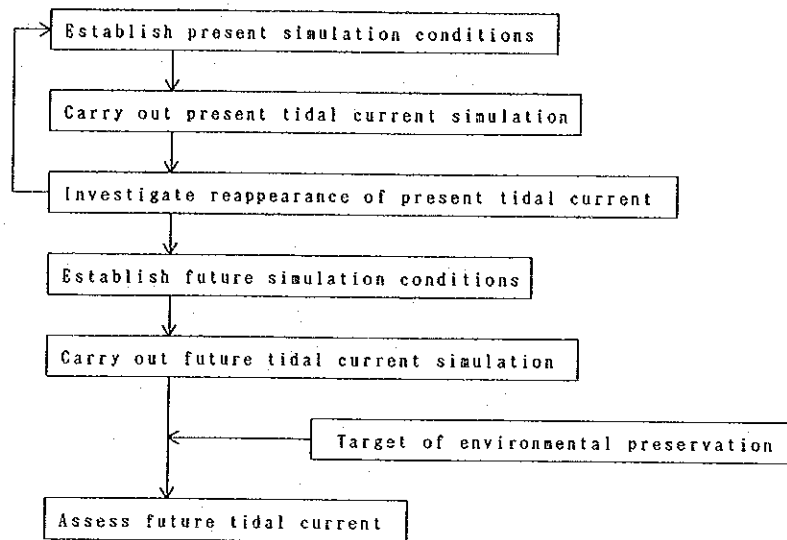 Establish present simulation conditions
Carry out present tidal current simulation
Investigate reappearance of present tidal current
Establish future simulation conditions
Carry out future tidal current simulation
Target of environmental preservation
Assess future tidal current